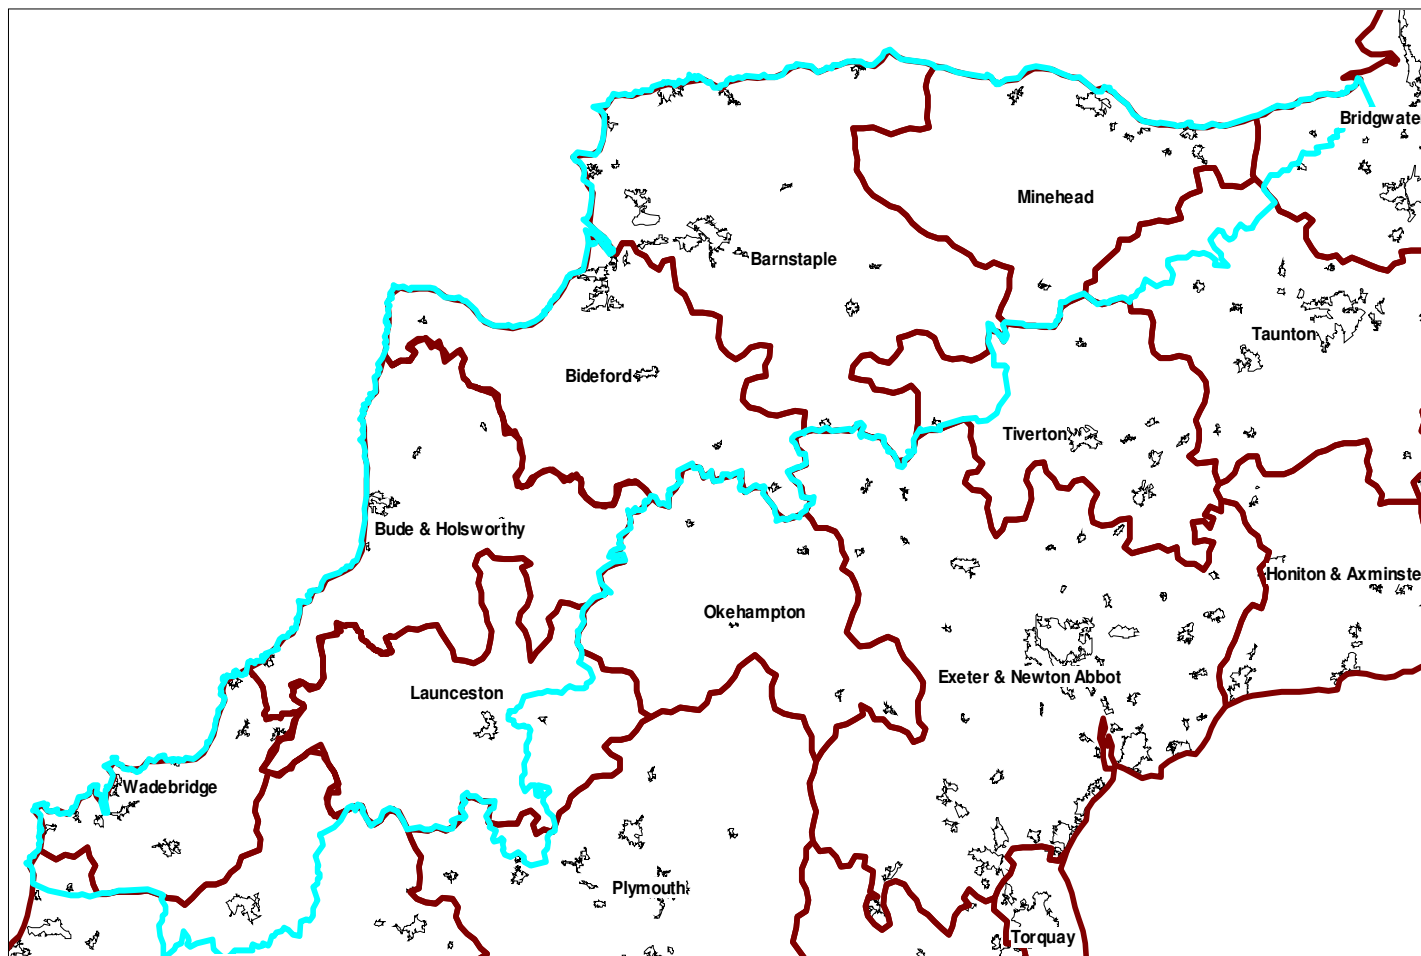 Bridgwate
Minehead
Barnstaple
Taunton
Bideford
Tiverton
Bude & Holsworthy
Honiton & Axminste
Okehampton
Exeter & Newton Abbot
Launceston
Wadebridge
Plymouth
Torquay